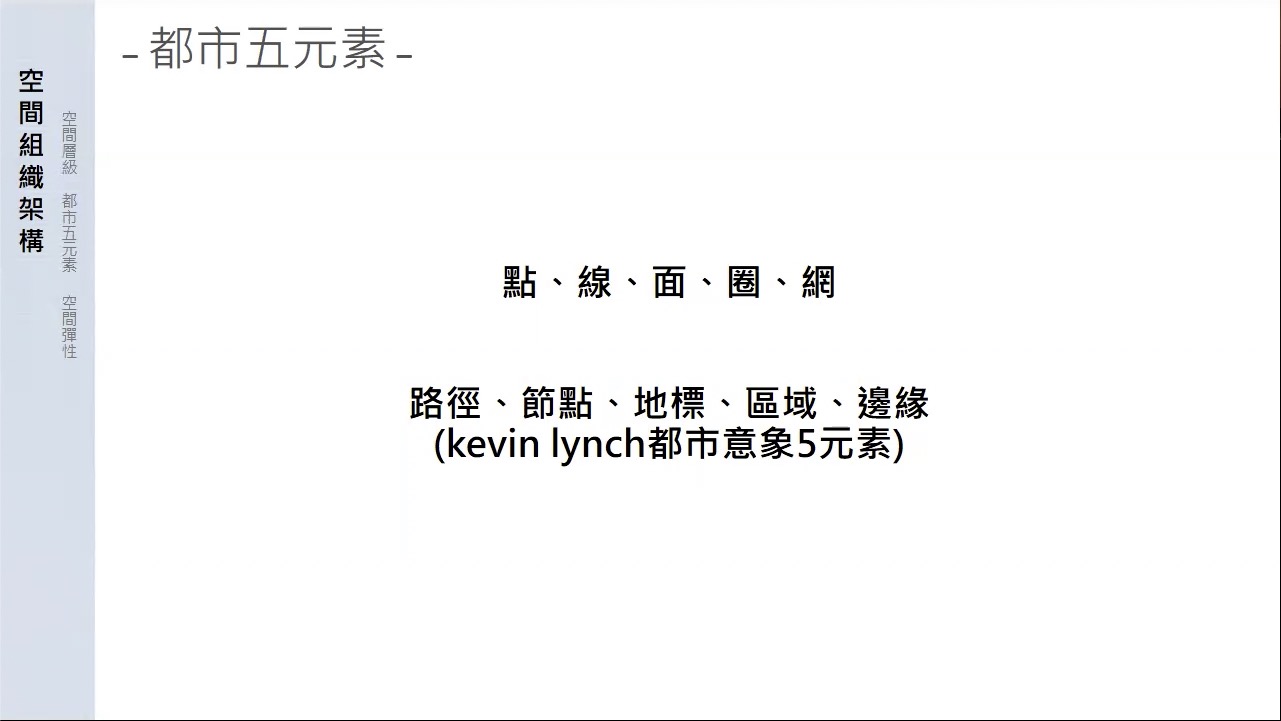 – 都市五元素 –
空間組織架構
空間層級 都市五元素 空間彈性
點、線、面、圈、網
路徑、節點、地標、區域、邊緣
(kevin lynch都市意象5元素)